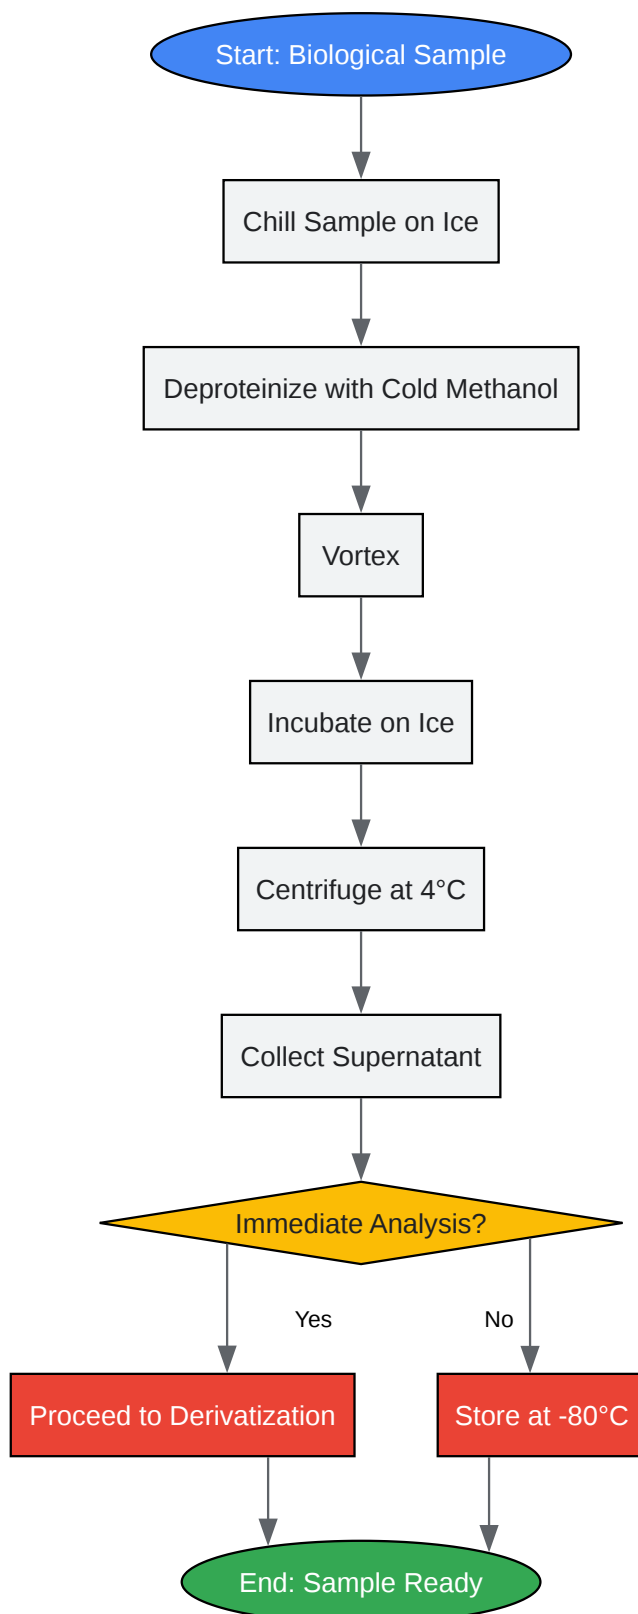 Start: Biological Sample
Chill Sample on Ice
Deproteinize with Cold Methanol
Vortex
Incubate on Ice
Centrifuge at 4°C
Collect Supernatant
Immediate Analysis?
Yes
No
Proceed to Derivatization
Store at -80°C
End: Sample Ready